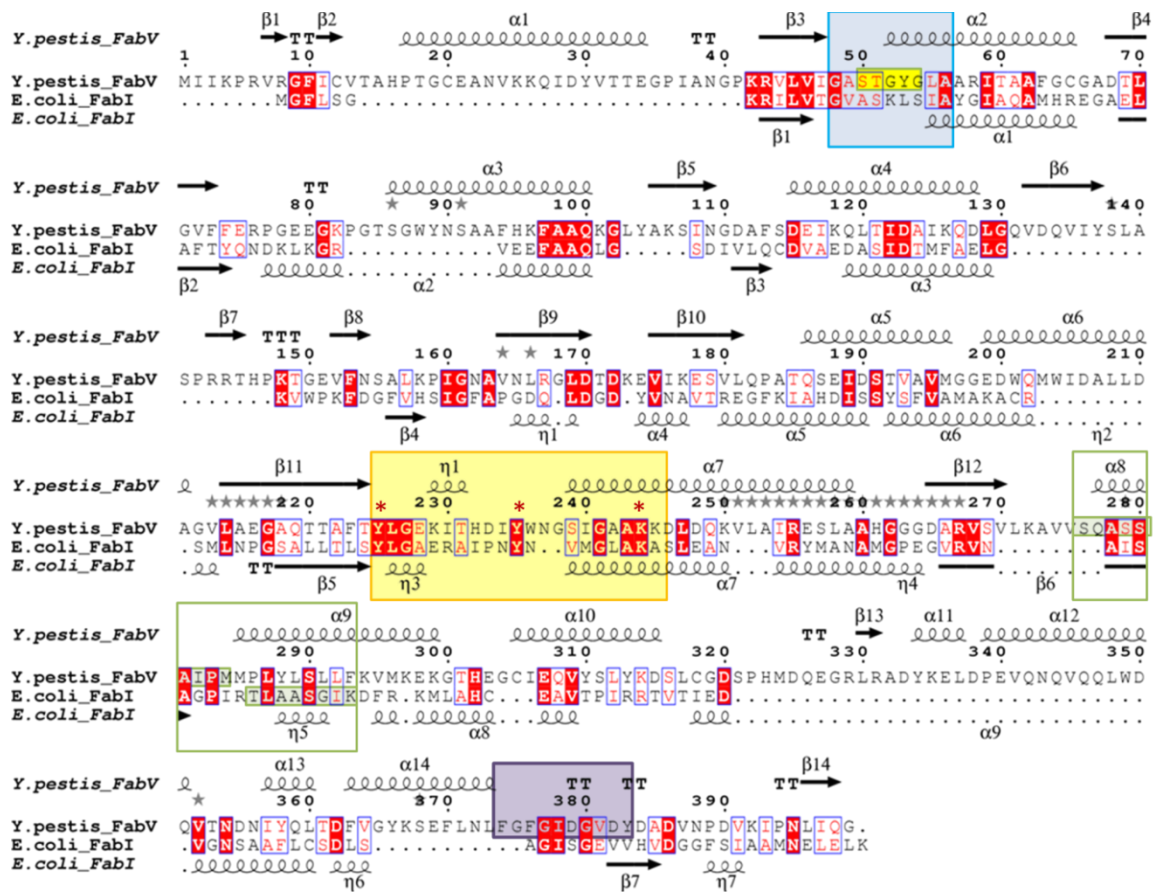 β1 β2 α1 β3 α2 β4
Y.pestis_FabV TT TT
1 10 20 30 40 50 60 70
Y.pestis_FabV MIIKPRVRGFICVTAHPTGCEANVKKQIDYVTTEGPIANGPKRVLVIGASTGYGLAARITAAFGCGADTL
E.coli_FabI .......MGFLSG............................KRILVTGVASKLSIAYGIAQAMHREGAEL
E.coli_FabI
β1 α1
α3 β5 α4 β6
Y.pestis_FabV TT
80 90 100 110 120 130 140
Y.pestis_FabV GVFFERPGEEGKPGTSGWYNSAAFHKFAAQKGLYAKSINGDAFSDEIKQLTIDAIKQDLGQVDQVIYSLA
E.coli_FabI AFTYQNDKLKGR...........VEEFAAQLG.....SDIVLQCDVAEDASIDTMFAELG..........
E.coli_FabI
β2 α2 β3 α3
β7 β8 β9 β10 α5 α6
Y.pestis_FabV TTT
150 160 170 180 190 200 210
Y.pestis_FabV SPRRTHPKTGEVFNSALKPIGNAVNLRGLDTDKEVIKESVLQPATQSEIDSTVAVMGGEDWQMWIDALLD
E.coli_FabI .......KVWPKFDGFVHSIGFAPGDQ.LDGD.YVNAVTREGFKIAHDISSYSFVAMAKACR........
E.coli_FabI
β4 η1 α4 α5 α6 η2
β11 η1 α7 β12 α8
Y.pestis_FabV
220 230 240 250 260 270 280
Y.pestis_FabV AGVLAEGAQTTAFTYLGEKITHDIYWNGSIGAAKKDLDQKVLAIRESLAAHGGGDARVSVLKAVVSQASS
E.coli_FabI .SMLNPGSALLTLSYLGAERAIPNYN..VMGLAKASLEAN...VRYMANAMGPEGVRVN........AIS
E.coli_FabI TT
β5 η3 α7 η4 β6
α9 α10 β13 α11 α12
Y.pestis_FabV TT
290 300 310 320 330 340 350
Y.pestis_FabV AIPMMPLYLSLLFKVMKEKGTHEGCIEQVYSLYKDSLCGDSPHMDQEGRLRADYKELDPEVQNQVQQLWD
E.coli_FabI AGPIRTLAASGIKDFR.KMLAHC...EAVTPIRRTVTIED..............................
E.coli_FabI
η5 α8 α9
α13 α14 β14
Y.pestis_FabV TT TT TT
360 370 380 390
Y.pestis_FabV QVTNDNIYQLTDFVGYKSEFLNLFGFGIDGVDYDADVNPDVKIPNLIQG.
E.coli_FabI .VGNSAAFLCSDLS...........AGISGEVVHVDGGFSIAAMNELELK
E.coli_FabI
η6 β7 η7